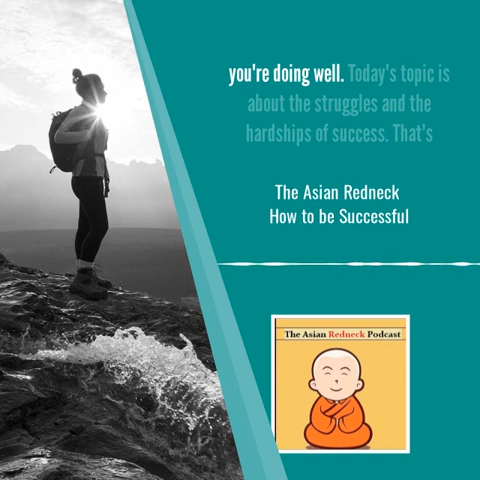 you're doing well. Today's topic is
about the struggles and the
hardships of success. That's
The Asian Redneck
How to be Successful
The Asian Redneck Podcast